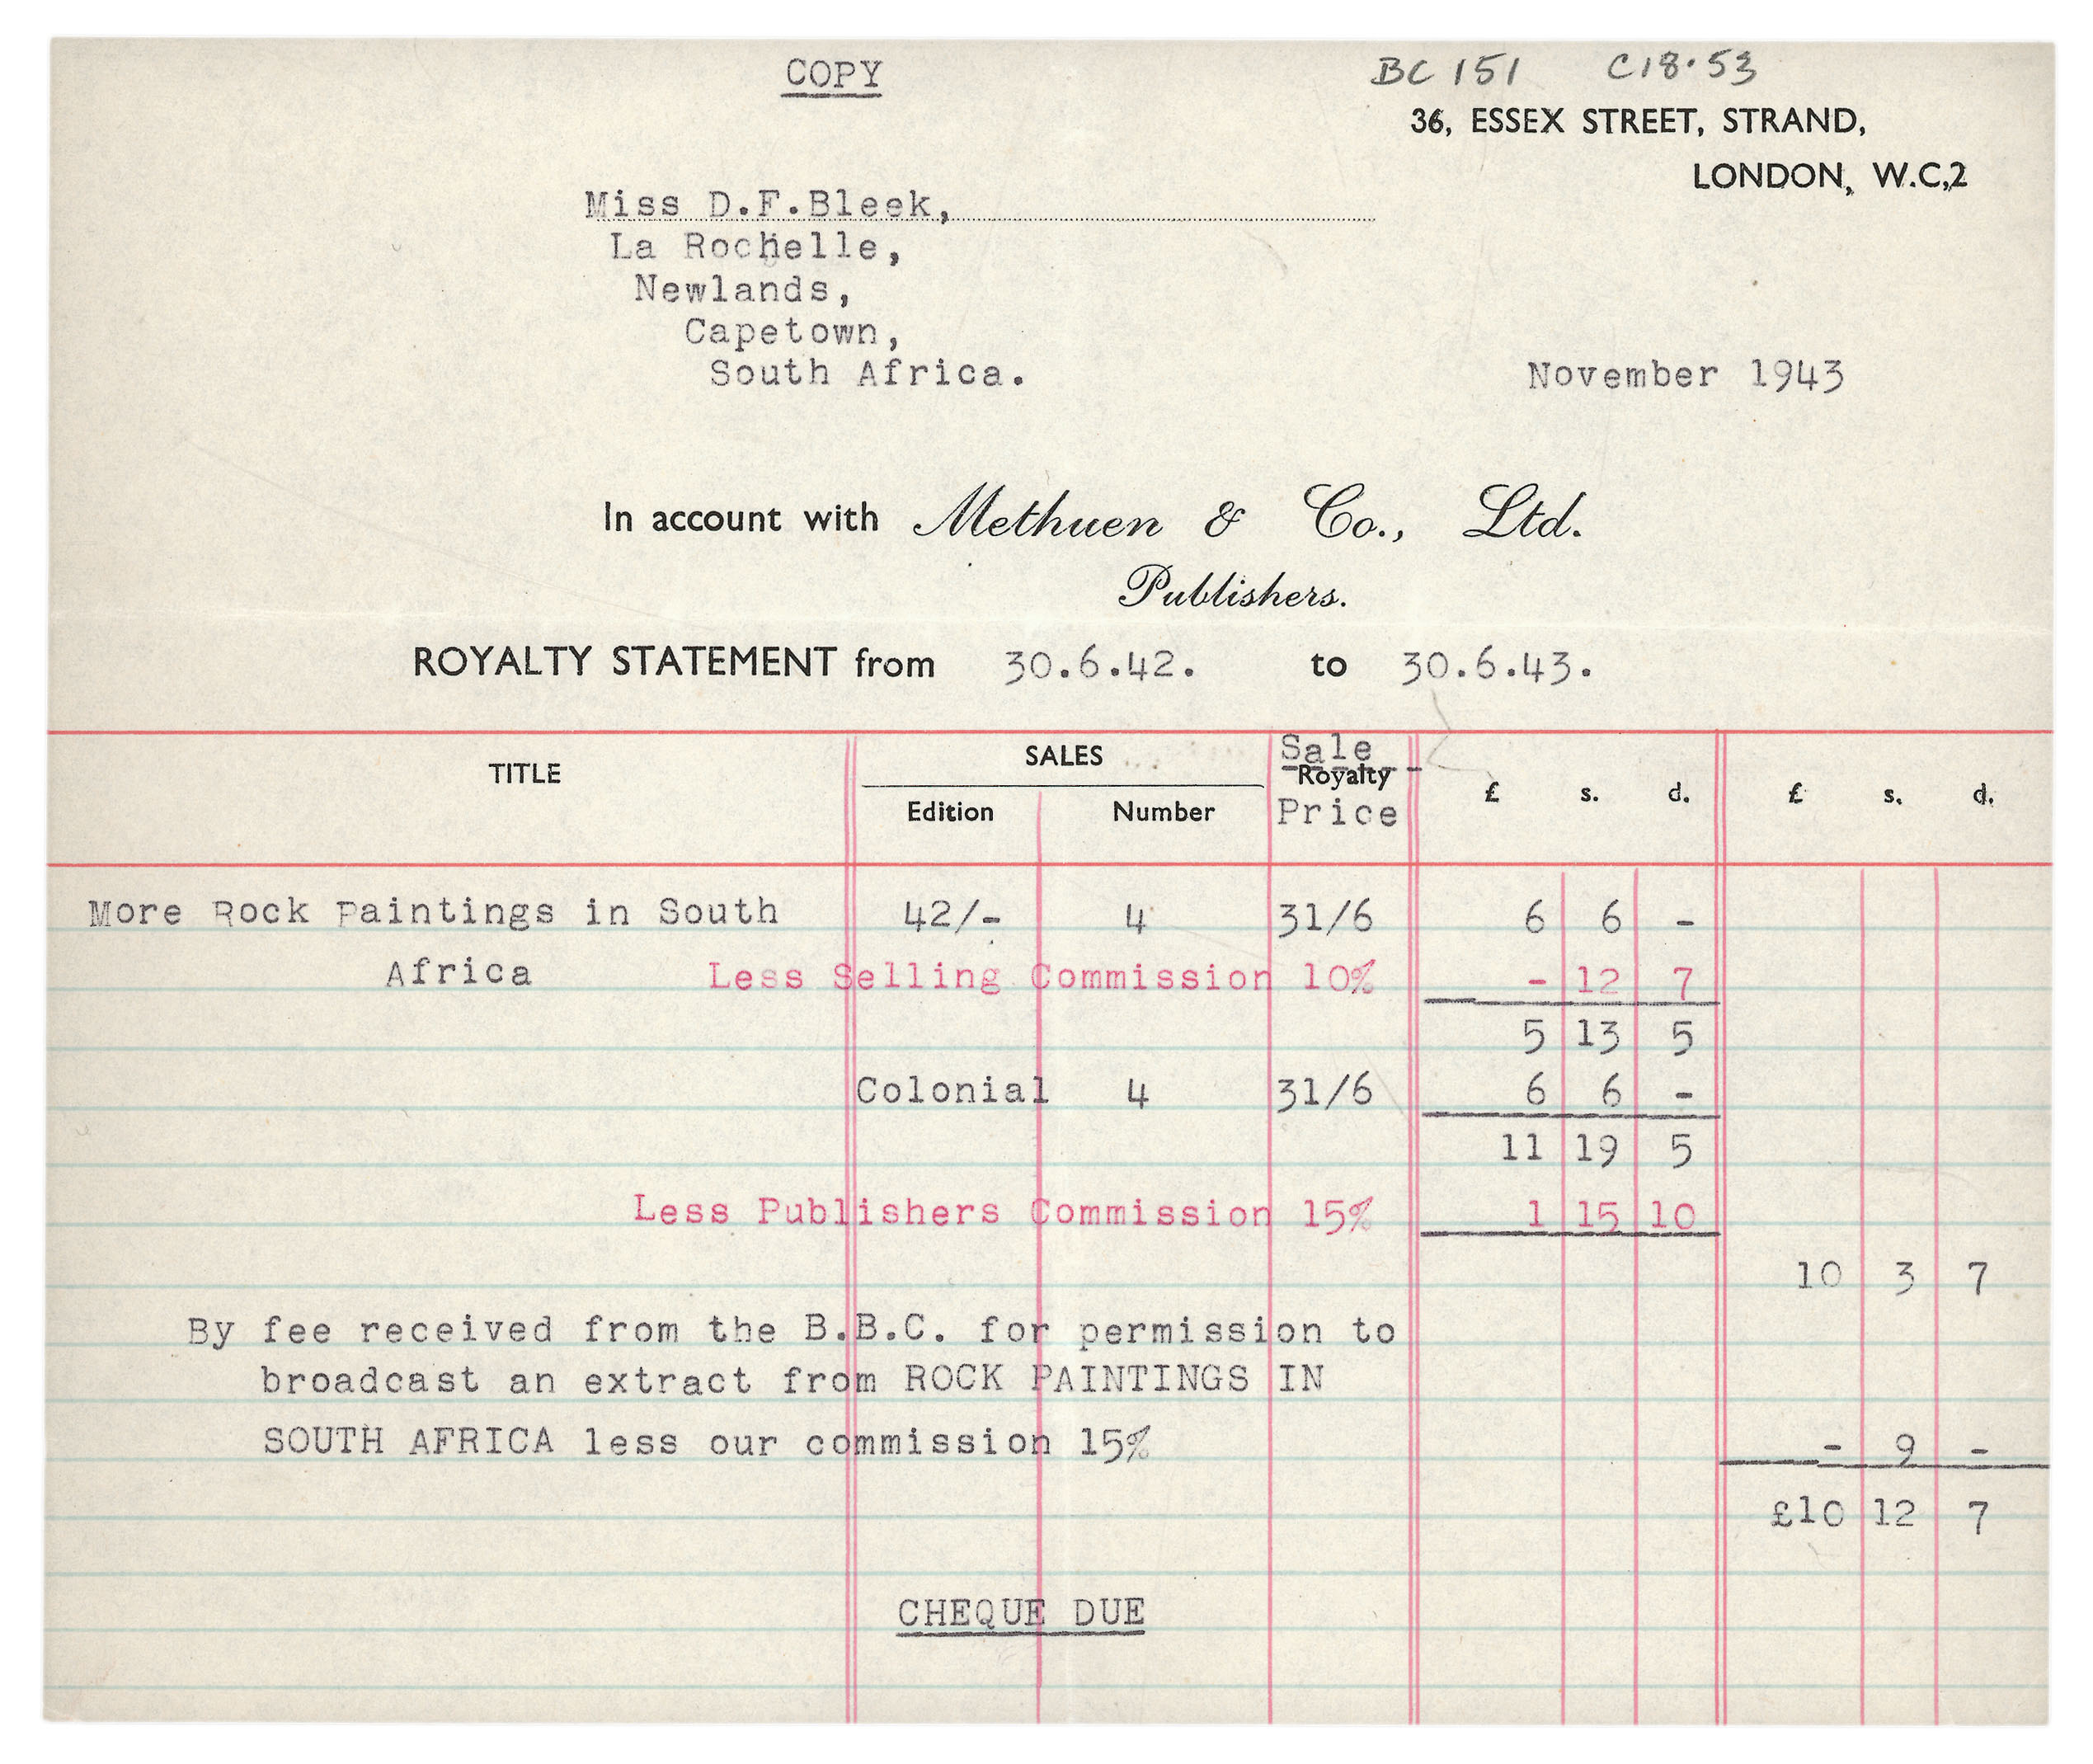 COPY
BC 151 C18.53
36, ESSEX STREET, STRAND,
LONDON, W.C,2
Miss D.F.Bleek,
La Rochelle,
Newlands,
Capetown,
South Africa.
November 1943
In account with Methuen & Co., Ltd.
Publishers.
ROYALTY STATEMENT from 30.6.42. to 30.6.43.
TITLE SALES Edition Number Sale Royalty Price £ s. d. £ s. d.
More Rock Paintings in South 42/- 4 31/6 6 6 -
Africa Less Selling Commission 10% - 12 7
5 13 5
Colonial 4 31/6 6 6 -
11 19 5
Less Publishers Commission 15% 1 15 10
10 3 7
By fee received from the B.B.C. for permission to
broadcast an extract from ROCK PAINTINGS IN
SOUTH AFRICA less our commission 15% - 9 -
£10 12 7
CHEQUE DUE